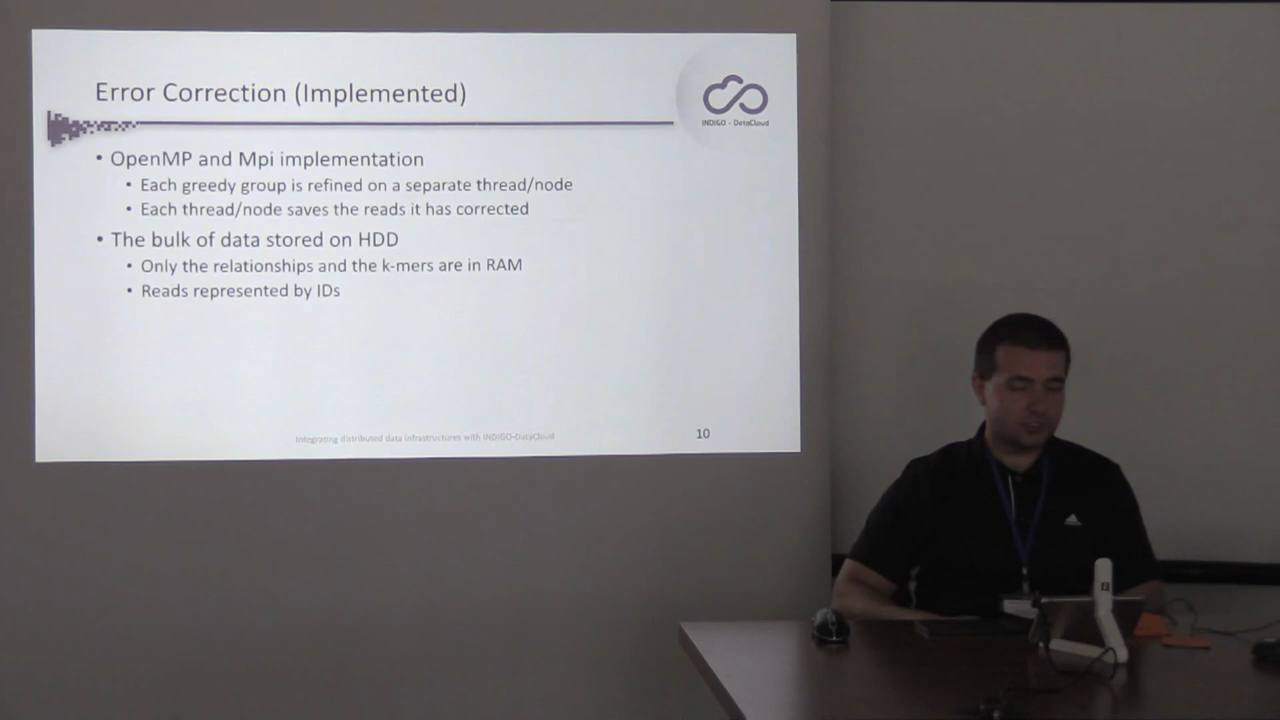 Error Correction (Implemented)
INDIGO - DataCloud
• OpenMP and Mpi implementation
• Each greedy group is refined on a separate thread/node
• Each thread/node saves the reads it has corrected
• The bulk of data stored on HDD
• Only the relationships and the k-mers are in RAM
• Reads represented by IDs
Integrating distributed data infrastructures with INDIGO-DataCloud
10